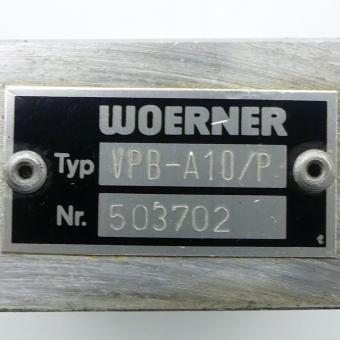 WOERNER
Typ VPB-A10/P
Nr. 503702